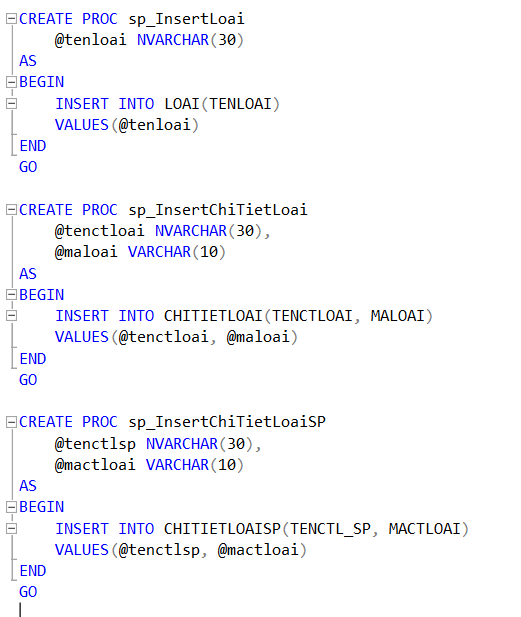 CREATE PROC sp_InsertLoai
    @tenloai NVARCHAR(30)
AS
BEGIN
    INSERT INTO LOAI(TENLOAI)
    VALUES(@tenloai)
END
GO

CREATE PROC sp_InsertChiTietLoai
    @tenctloai NVARCHAR(30),
    @maloai VARCHAR(10)
AS
BEGIN
    INSERT INTO CHITIETLOAI(TENCTLOAI, MALOAI)
    VALUES(@tenctloai, @maloai)
END
GO

CREATE PROC sp_InsertChiTietLoaiSP
    @tenctlsp NVARCHAR(30),
    @mactloai VARCHAR(10)
AS
BEGIN
    INSERT INTO CHITIETLOAISP(TENCTL_SP, MACTLOAI)
    VALUES(@tenctlsp, @mactloai)
END
GO